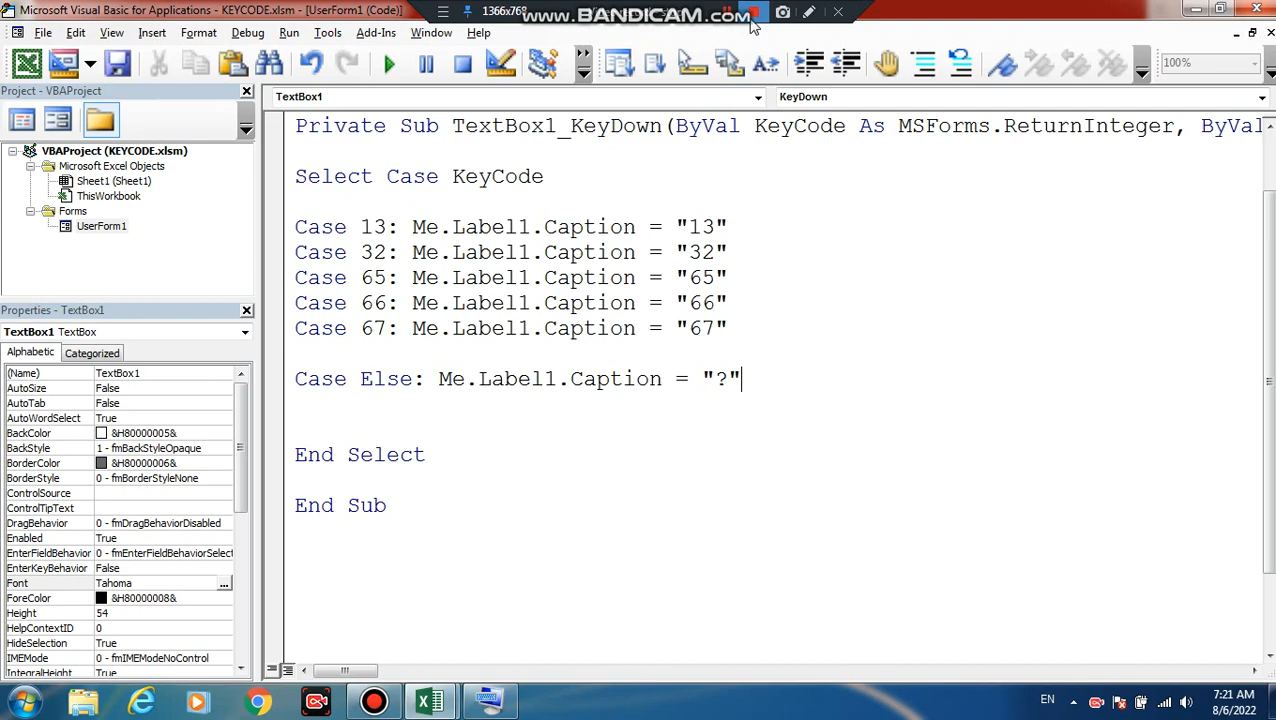 Microsoft Visual Basic for Applications - KEYCODE.xlsm - [UserForm1 (Code)]
1366x768
www.BANDICAM.com
File Edit View Insert Format Debug Run Tools Add-Ins Window Help
100%
Project - VBAProject
TextBox1
KeyDown
VBAProject (KEYCODE.xlsm)
Microsoft Excel Objects
Sheet1 (Sheet1)
ThisWorkbook
Forms
UserForm1
Private Sub TextBox1_KeyDown(ByVal KeyCode As MSForms.ReturnInteger, ByVal
Select Case KeyCode
Case 13: Me.Label1.Caption = "13"
Case 32: Me.Label1.Caption = "32"
Case 65: Me.Label1.Caption = "65"
Case 66: Me.Label1.Caption = "66"
Case 67: Me.Label1.Caption = "67"
Case Else: Me.Label1.Caption = "?"
End Select
End Sub
Properties - TextBox1
TextBox1 TextBox
Alphabetic Categorized
(Name) TextBox1
AutoSize False
AutoTab False
AutoWordSelect True
BackColor &H80000005&
BackStyle 1 - fmBackStyleOpaque
BorderColor &H80000006&
BorderStyle 0 - fmBorderStyleNone
ControlSource
ControlTipText
DragBehavior 0 - fmDragBehaviorDisabled
Enabled True
EnterFieldBehavior 0 - fmEnterFieldBehaviorSelect
EnterKeyBehavior False
Font Tahoma
ForeColor &H80000008&
Height 54
HelpContextID 0
HideSelection True
IMEMode 0 - fmIMEModeNoControl
IntegralHeight True
EN
7:21 AM
8/6/2022